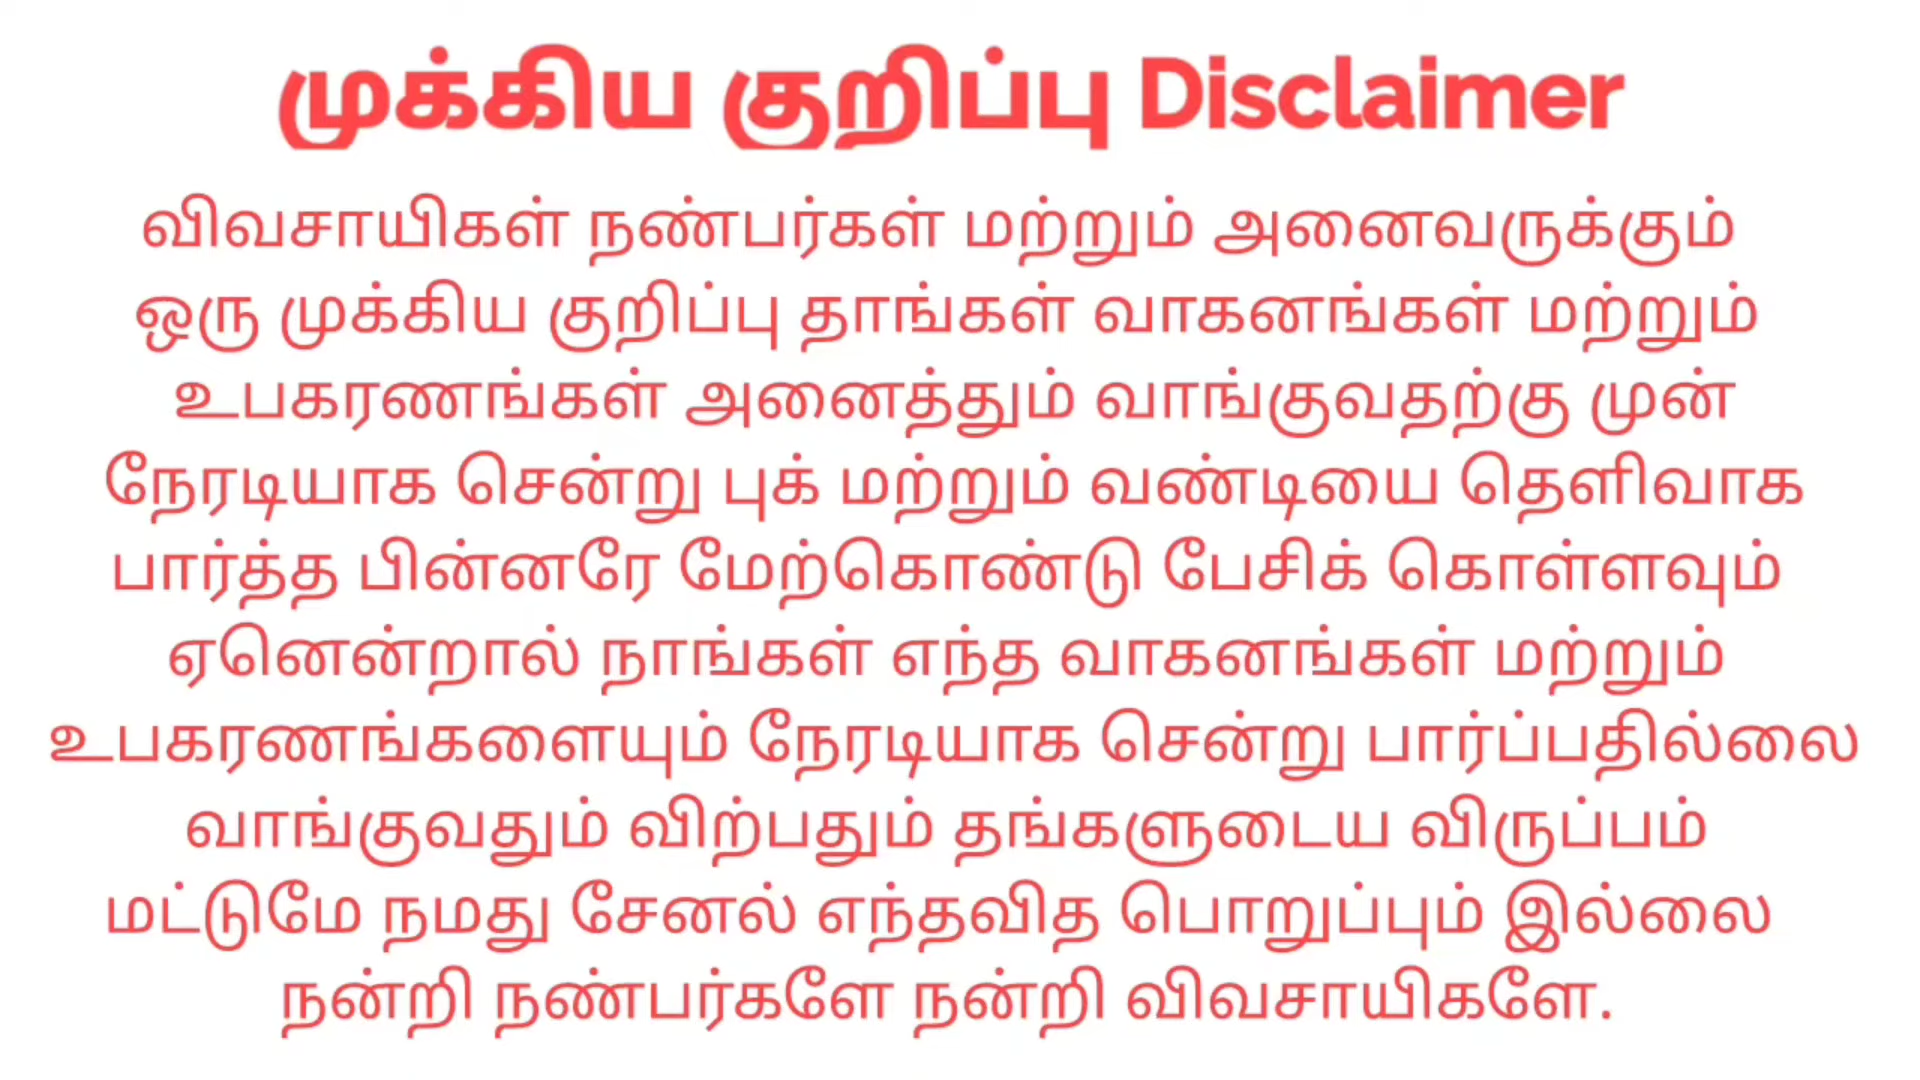 முக்கிய குறிப்பு Disclaimer
விவசாயிகள் நண்பர்கள் மற்றும் அனைவருக்கும்
ஒரு முக்கிய குறிப்பு தாங்கள் வாகனங்கள் மற்றும்
உபகரணங்கள் அனைத்தும் வாங்குவதற்கு முன்
நேரடியாக சென்று புக் மற்றும் வண்டியை தெளிவாக
பார்த்த பின்னரே மேற்கொண்டு பேசிக் கொள்ளவும்
ஏனென்றால் நாங்கள் எந்த வாகனங்கள் மற்றும்
உபகரணங்களையும் நேரடியாக சென்று பார்ப்பதில்லை
வாங்குவதும் விற்பதும் தங்களுடைய விருப்பம்
மட்டுமே நமது சேனல் எந்தவித பொறுப்பும் இல்லை
நன்றி நண்பர்களே நன்றி விவசாயிகளே.